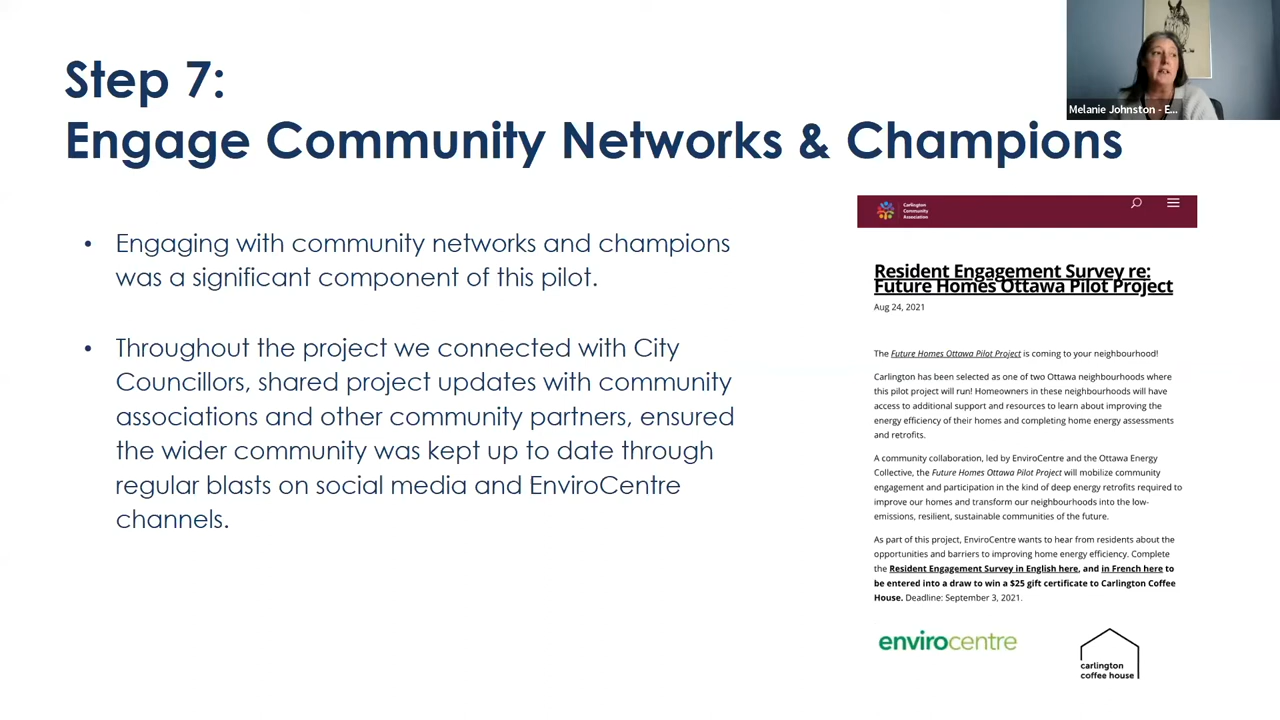 Step 7:
Engage Community Networks & Champions
Melanie Johnston - E...
• Engaging with community networks and champions
was a significant component of this pilot.
• Throughout the project we connected with City
Councillors, shared project updates with community
associations and other community partners, ensured
the wider community was kept up to date through
regular blasts on social media and EnviroCentre
channels.
Carlington
Community
Association
Resident Engagement Survey re:
Future Homes Ottawa Pilot Project
Aug 24, 2021
The Future Homes Ottawa Pilot Project is coming to your neighbourhood!
Carlington has been selected as one of two Ottawa neighbourhoods where
this pilot project will run! Homeowners in these neighbourhoods will have
access to additional support and resources to learn about improving the
energy efficiency of their homes and completing home energy assessments
and retrofits.
A community collaboration, led by EnviroCentre and the Ottawa Energy
Collective, the Future Homes Ottawa Pilot Project will mobilize community
engagement and participation in the kind of deep energy retrofits required to
improve our homes and transform our neighbourhoods into the low-
emissions, resilient, sustainable communities of the future.
As part of this project, EnviroCentre wants to hear from residents about the
opportunities and barriers to improving home energy efficiency. Complete
the Resident Engagement Survey in English here, and in French here to
be entered into a draw to win a $25 gift certificate to Carlington Coffee
House. Deadline: September 3, 2021.
envirocentre
carlington
coffee house